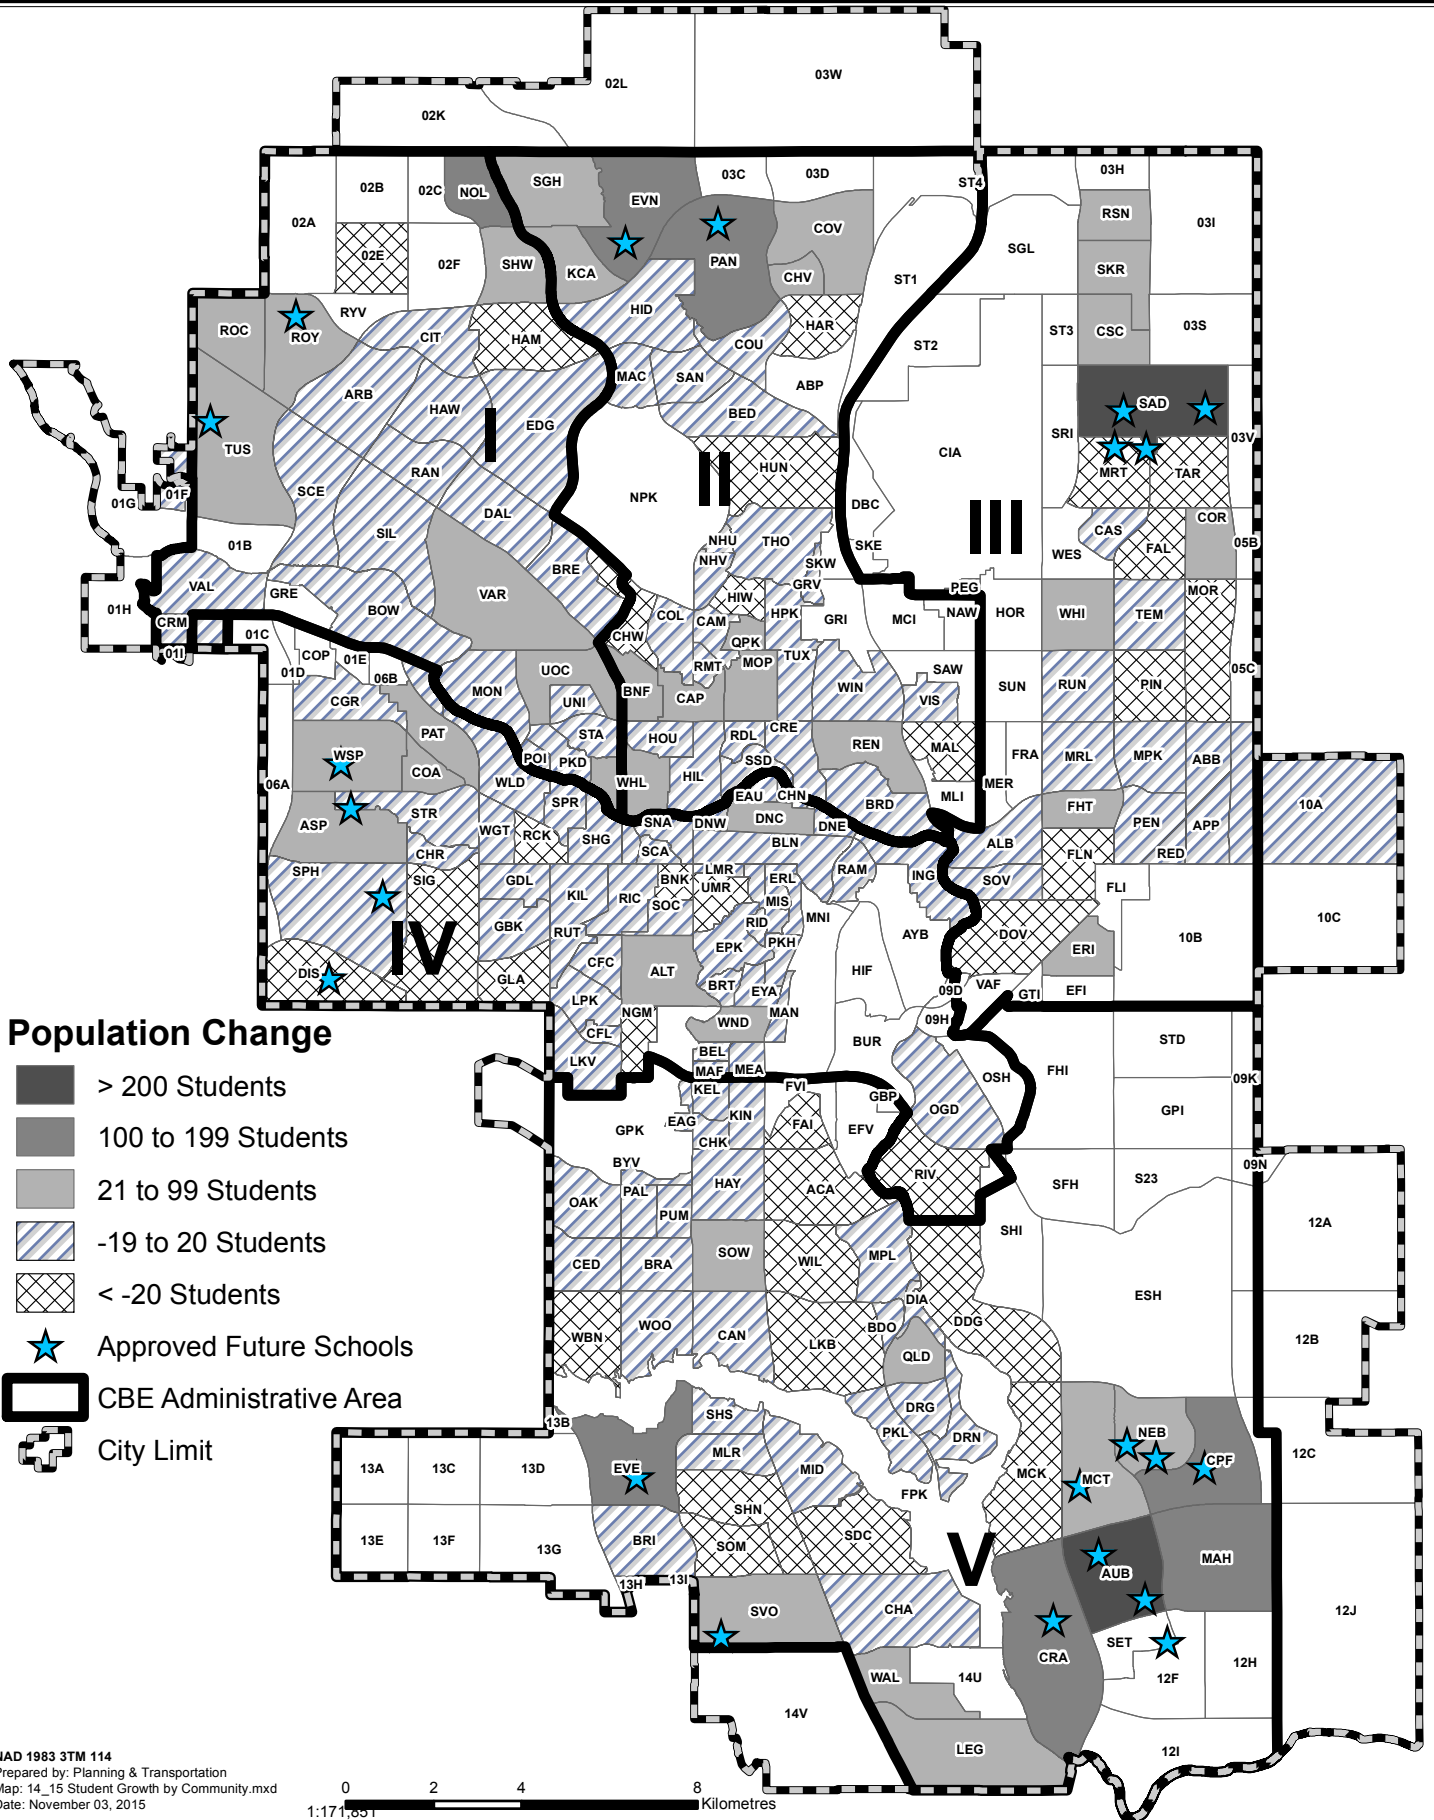 02L
03W
02K
02B
02C
NOL
SGH
EVN
03C
03D
ST4
03H
02A
RSN
03I
02E
02F
SHW
KCA
PAN
COV
CHV
ST1
SGL
SKR
ROC
ROY
RYV
CIT
HAM
HID
COU
HAR
ST2
ST3
CSC
03S
ARB
HAW
EDG
MAC
SAN
BED
ABP
SAD
TUS
I
SRI
03V
RAN
CIA
01G
01F
SCE
II
HUN
NPK
MRT
TAR
DAL
DBC
III
COR
SIL
NHU
THO
SKE
CAS
FAL
05B
01B
NHV
SKW
WES
BRE
VAL
GRE
GRV
PEG
MOR
01H
BOW
VAR
HIW
COL
CAM
HPK
GRI
MCI
NAW
HOR
WHI
TEM
CRM
01C
CHW
QPK
01I
COP
01E
UOC
RMT
MOP
TUX
SAW
05C
01D
06B
MON
BNF
CAP
WIN
SUN
RUN
PIN
CGR
UNI
VIS
PAT
STA
HOU
RDL
CRE
REN
MAL
WSP
COA
POI
PKD
SSD
FRA
MRL
MPK
ABB
06A
WLD
WHL
HIL
EAU
CHN
BRD
MLI
MER
10A
ASP
STR
SPR
SNA
DNW
DNC
DNE
FHT
PEN
APP
WGT
RCK
SHG
SCA
BLN
ALB
FLN
RED
CHR
SPH
SIG
GDL
KIL
RIC
BNK
LMR
UMR
ERL
RAM
ING
SOV
FLI
SOC
MIS
MNI
10C
IV
GBK
RUT
RID
AYB
DOV
10B
EPK
PKH
DIS
GLA
CFC
ALT
HIF
ERI
LPK
BRT
EYA
09D
VAF
GTI
EFI
NGM
WND
MAN
09H
Population Change
CFL
BUR
STD
LKV
BEL
MAF
MEA
OSH
FHI
> 200 Students
KEL
FVI
GBP
09K
EAG
KIN
FAI
OGD
GPI
100 to 199 Students
GPK
CHK
EFV
BYV
09N
21 to 99 Students
OAK
PAL
HAY
ACA
RIV
SFH
S23
PUM
12A
-19 to 20 Students
CED
BRA
SOW
WIL
MPL
SHI
< -20 Students
DIA
DDG
ESH
WBN
WOO
CAN
LKB
BDO
12B
Approved Future Schools
QLD
CBE Administrative Area
SHS
DRG
13B
PKL
DRN
NEB
City Limit
MLR
12C
13A
13C
13D
EVE
MID
MCK
MCT
CPF
FPK
SHN
13E
13F
13G
BRI
SOM
SDC
V
MAH
AUB
13H
13I
SVO
CHA
12J
SET
CRA
WAL
14U
12F
12H
14V
LEG
12I
NAD 1983 3TM 114
Prepared by: Planning & Transportation
Map: 14_15 Student Growth by Community.mxd
Date: November 03, 2015
0 2 4 8
Kilometres
1:171,851